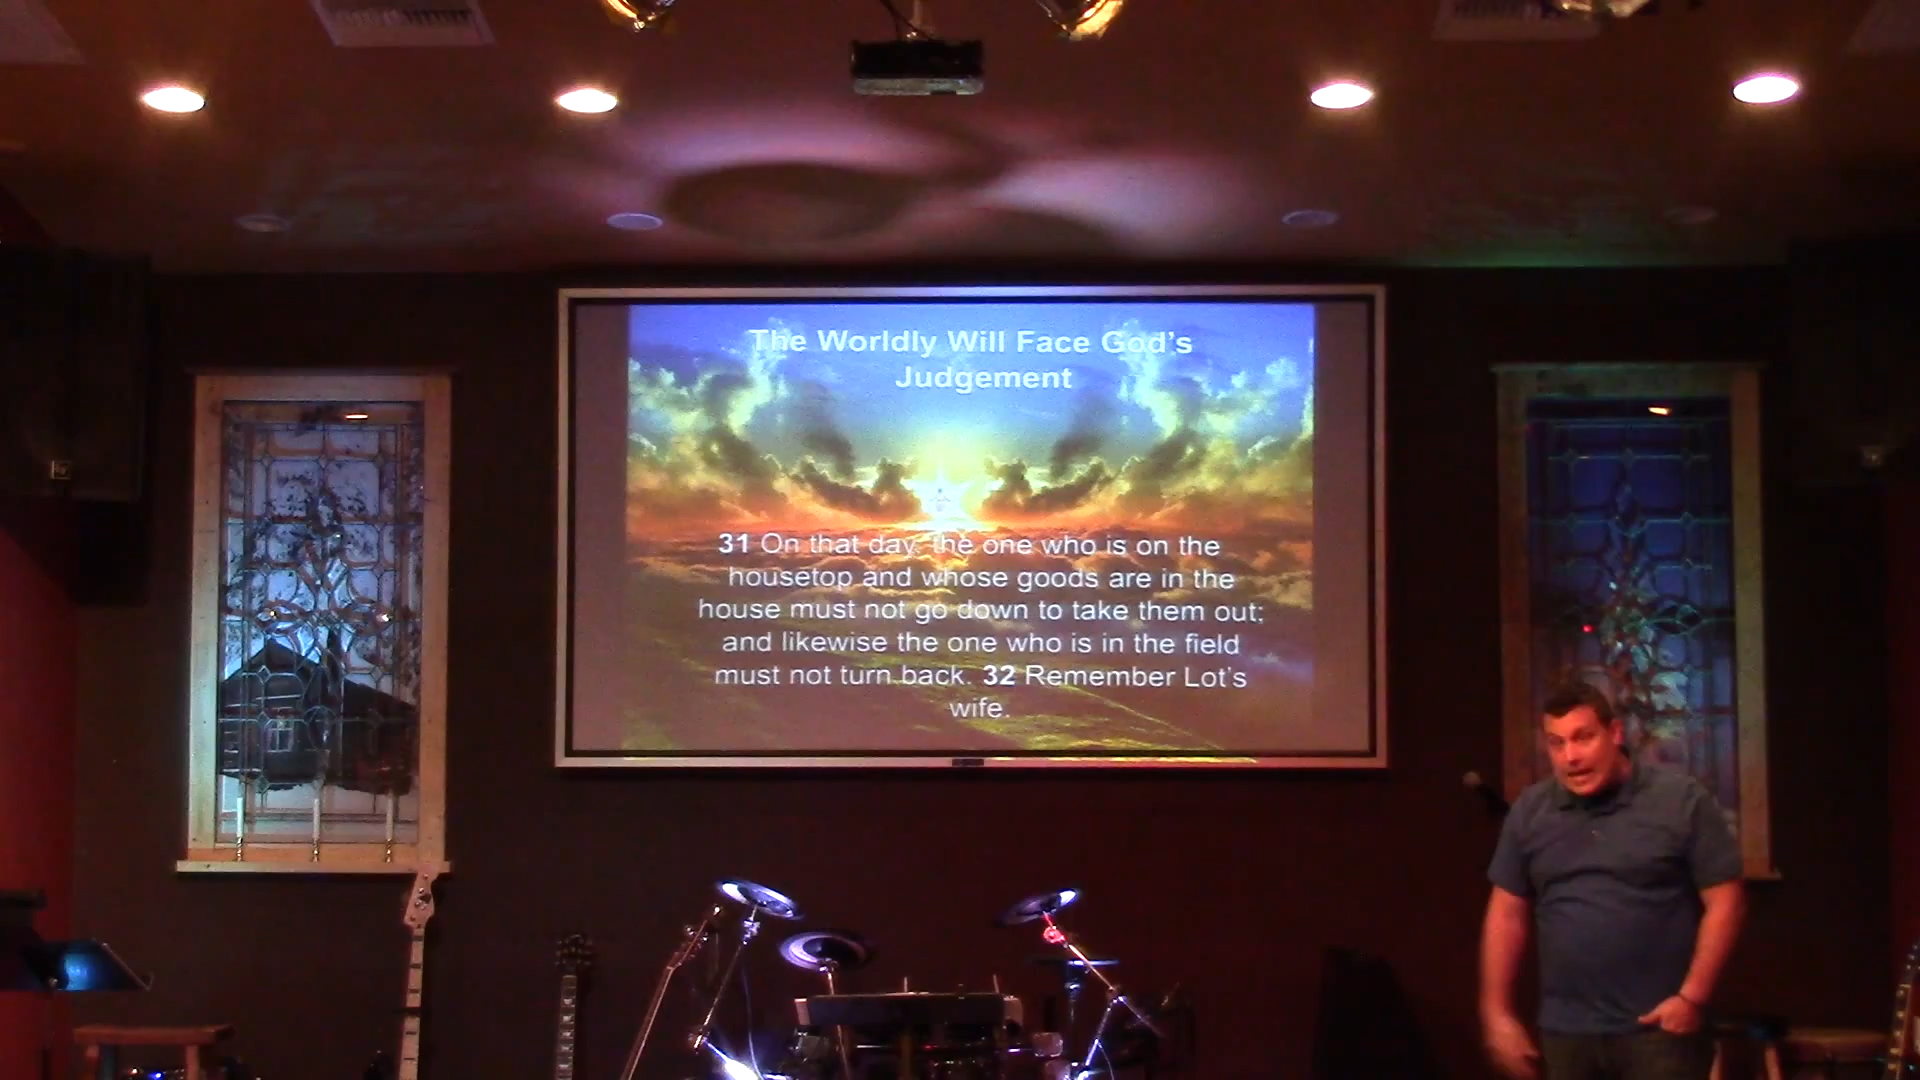 The Worldly Will Face God's
Judgement
31 On that day, the one who is on the
housetop and whose goods are in the
house must not go down to take them out;
and likewise the one who is in the field
must not turn back. 32 Remember Lot's
wife.